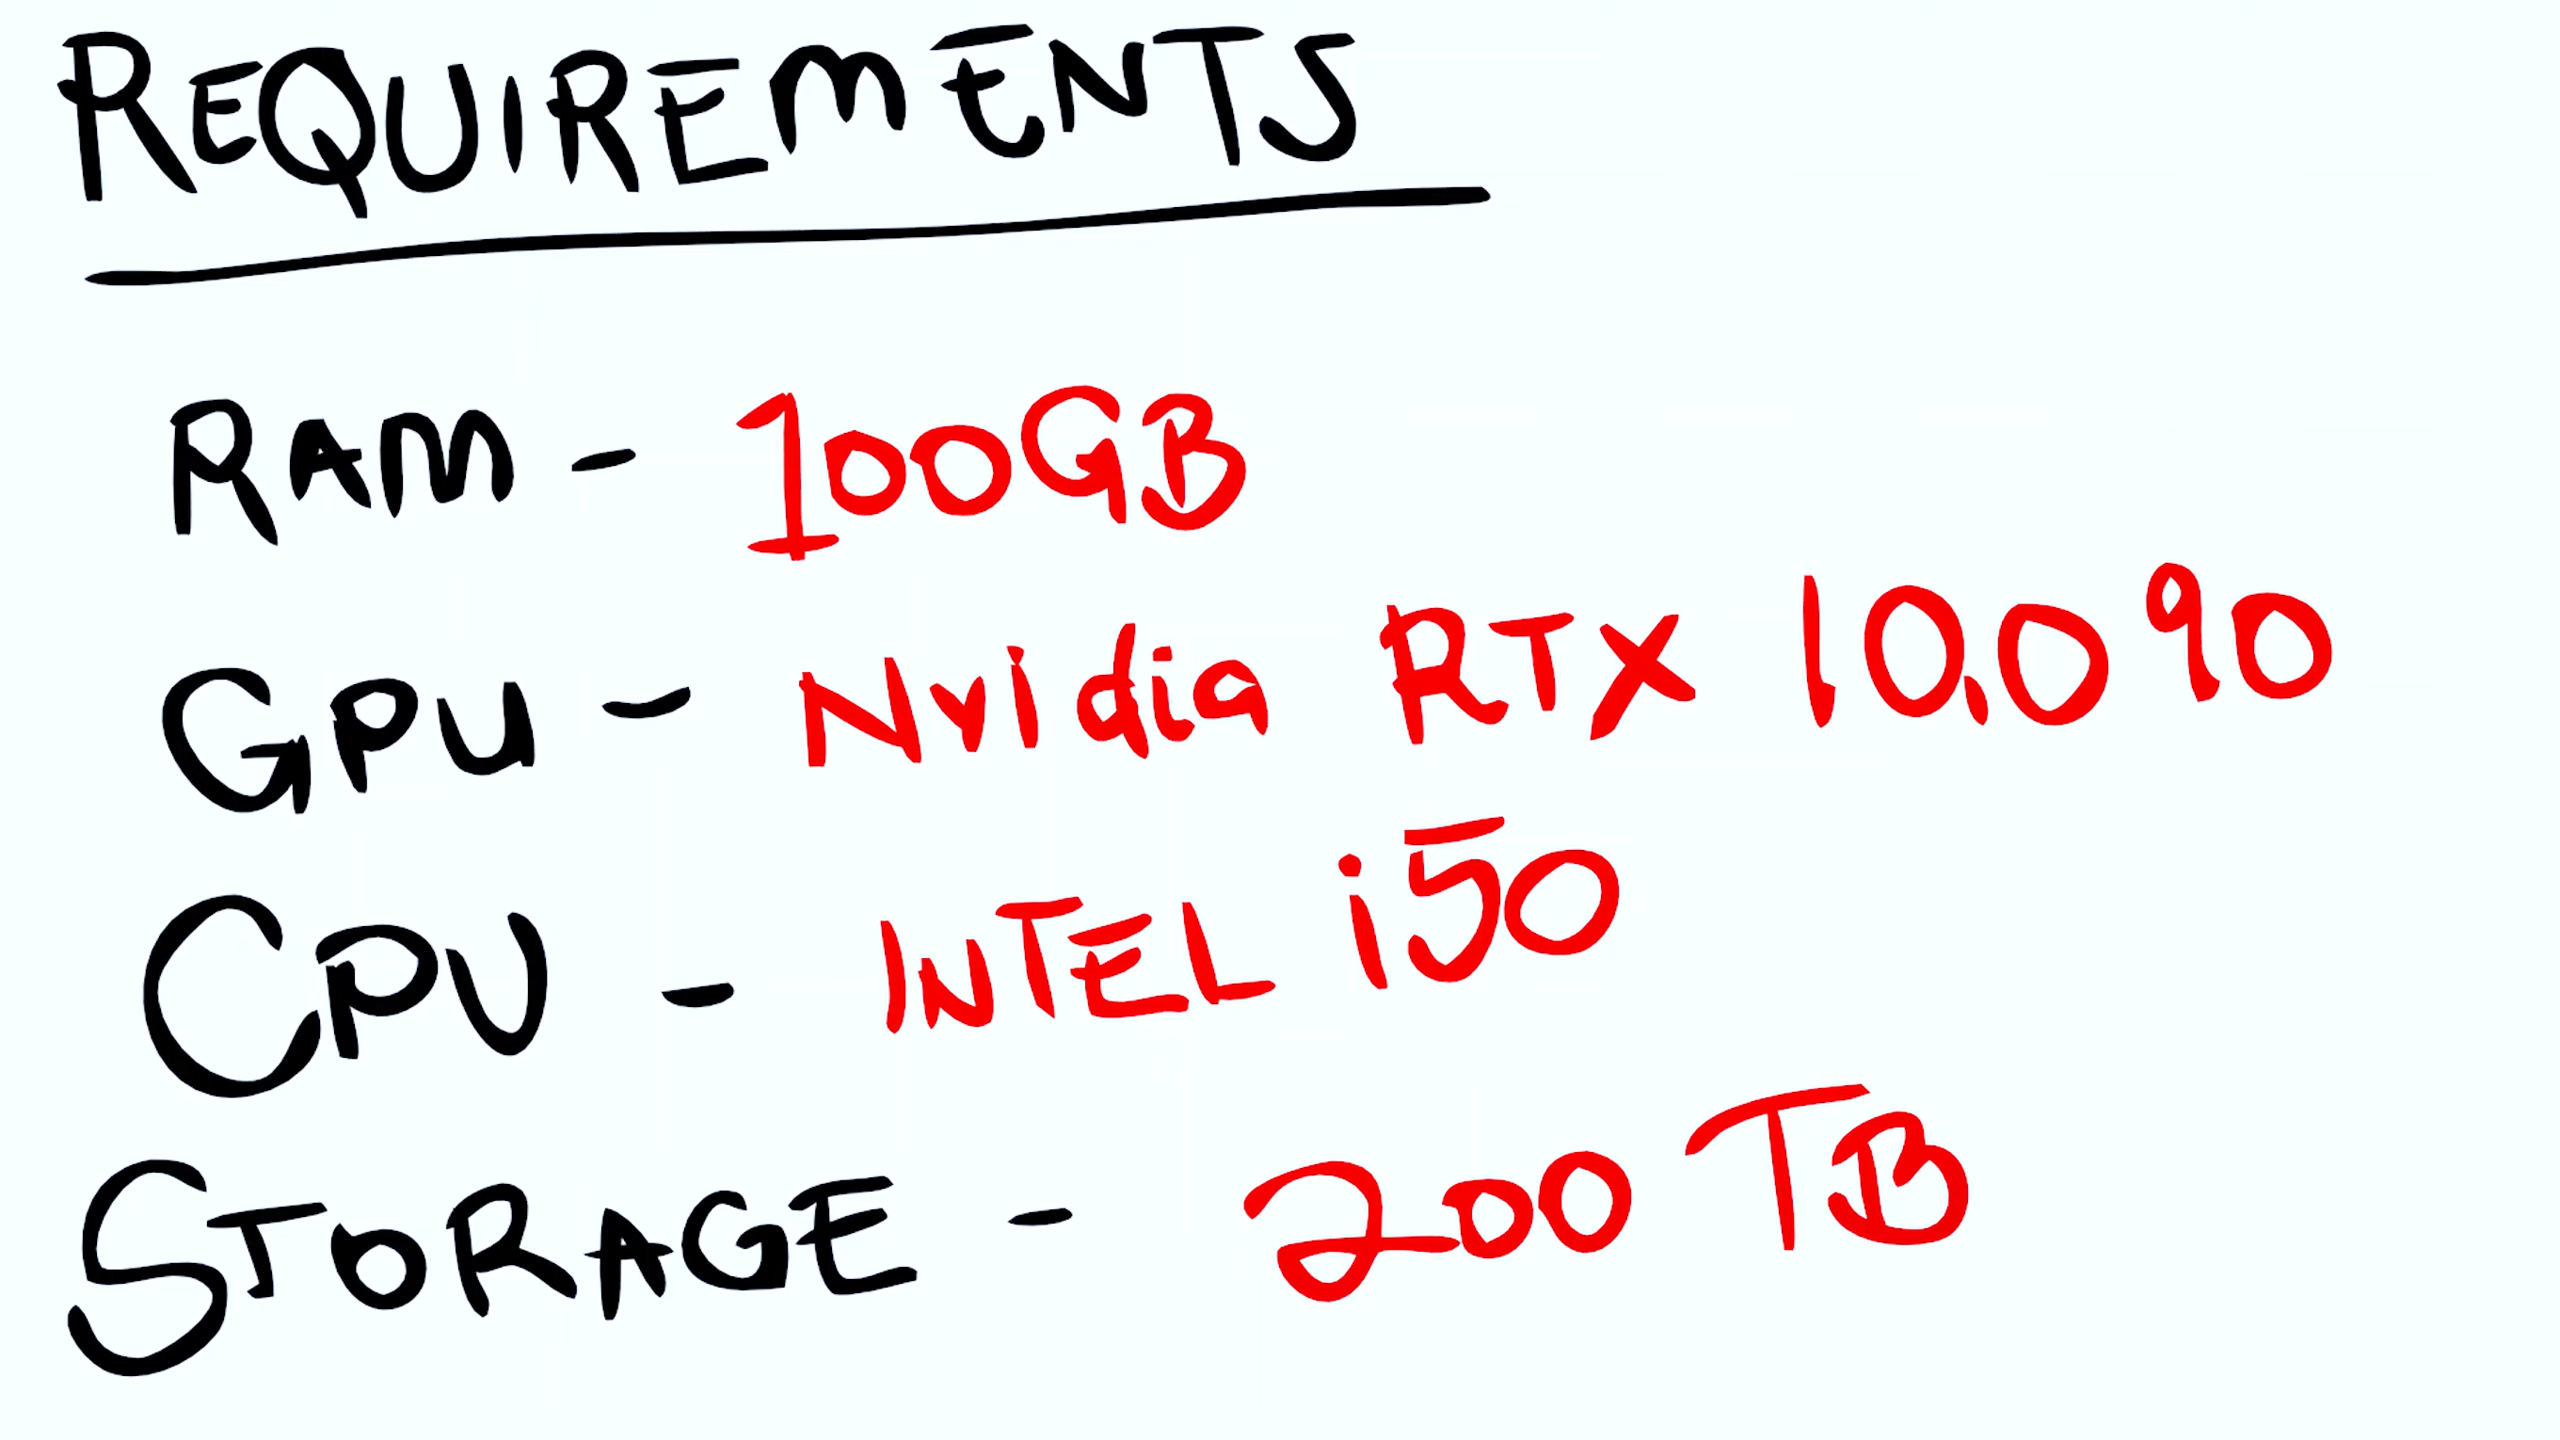 REQUIREMENTS
RAM - 100GB
GPU - Nvidia RTX 10,090
CPU - INTEL i50
STORAGE - 200 TB